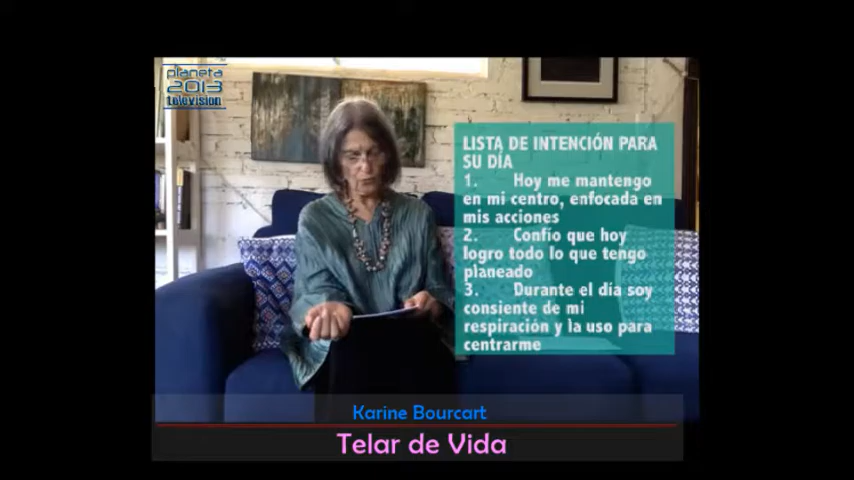 planeta
2013
televisión
LISTA DE INTENCIÓN PARA
SU DÍA
1. Hoy me mantengo
en mi centro, enfocada en
mis acciones
2. Confío que hoy
logro todo lo que tengo
planeado
3. Durante el día soy
consiente de mi
respiración y la uso para
centrarme
Karine Bourcart
Telar de Vida